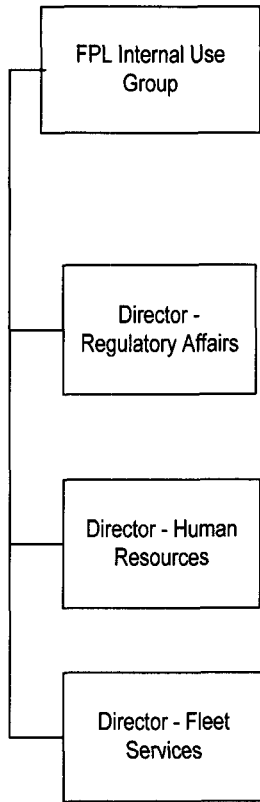 FPL Internal Use
Group
Director -
Regulatory Affairs
Director - Human
Resources
Director - Fleet
Services